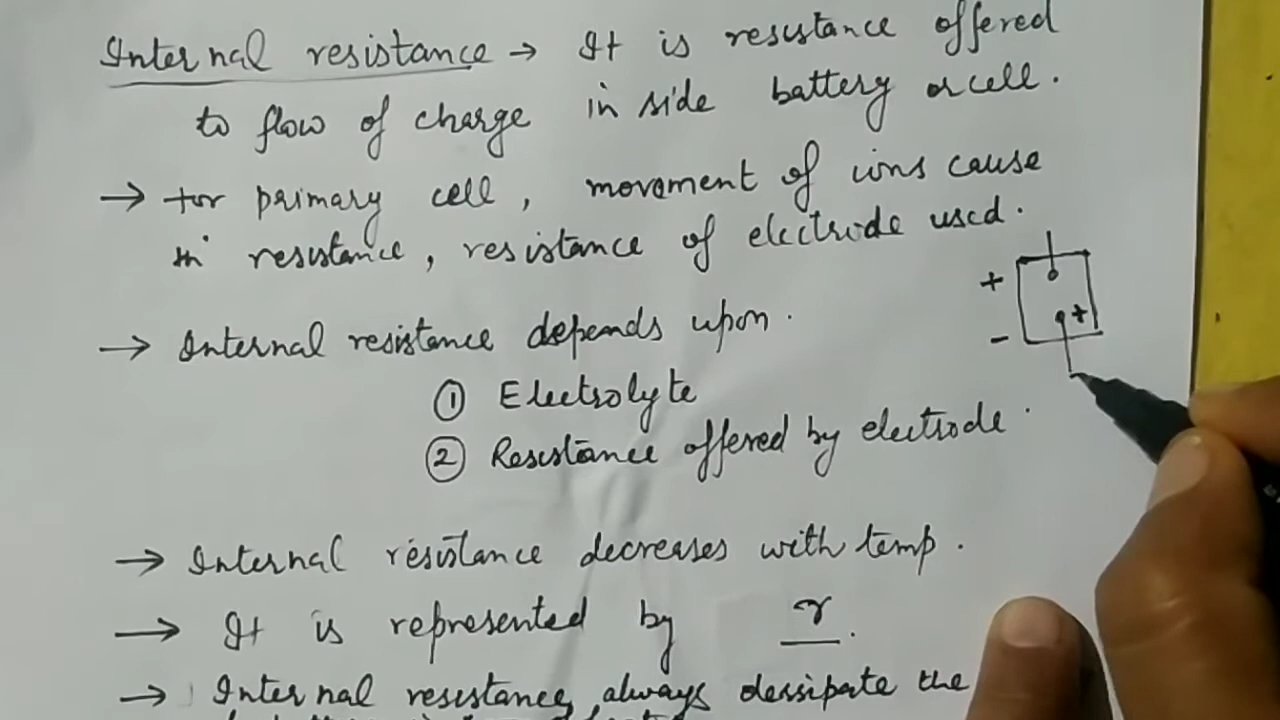 Internal resistance → It is resistance offered
to flow of charge in side battery or cell.
→ for primary cell, movement of ions cause
in resistance, resistance of electrode used.
+
+
-
→ Internal resistance depends upon.
① Electrolyte
② Resistance offered by electrode.
→ Internal resistance decreases with temp.
→ It is represented by r.
→ Internal resistance always dessipate the